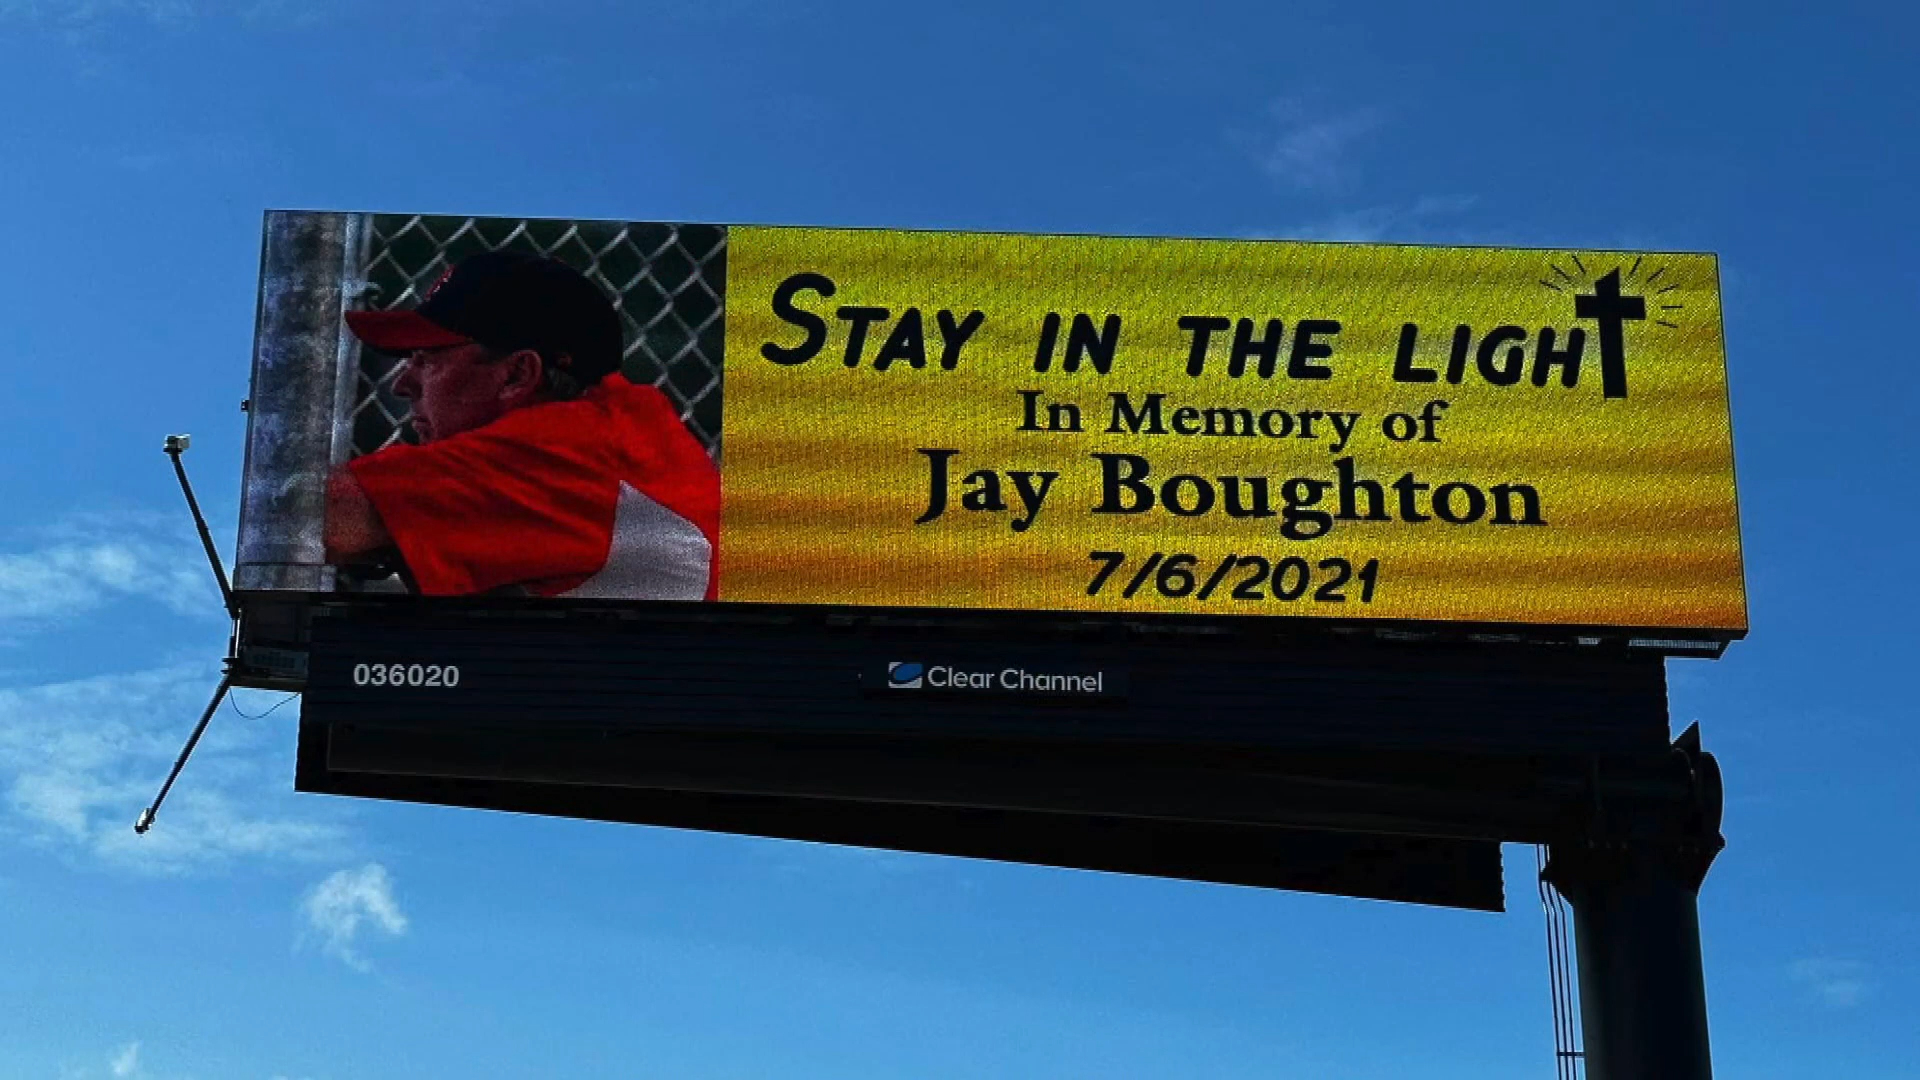 STAY IN THE LIGHT
In Memory of
Jay Boughton
7/6/2021
036020
Clear Channel